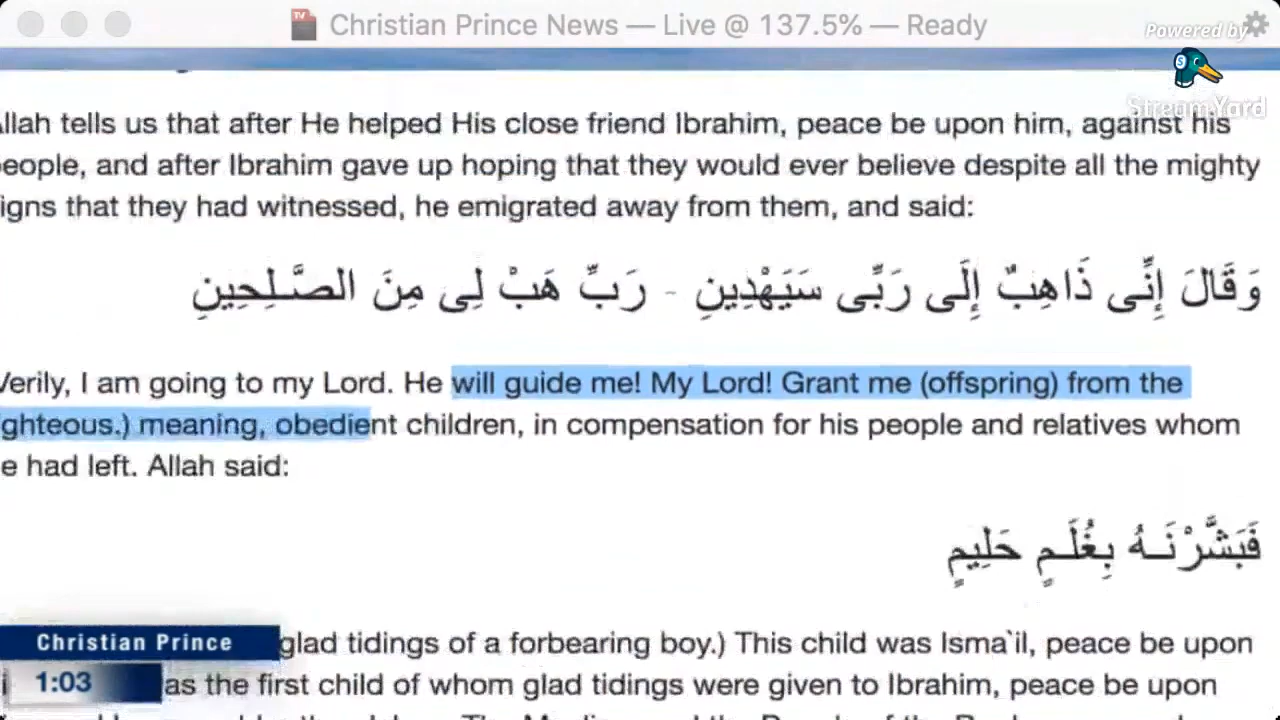 Christian Prince News — Live @ 137.5% — Ready
Powered by
StreamYard
llah tells us that after He helped His close friend Ibrahim, peace be upon him, against his
eople, and after Ibrahim gave up hoping that they would ever believe despite all the mighty
igns that they had witnessed, he emigrated away from them, and said:
وَقَالَ إِنِّى ذَاهِبٌ إِلَى رَبِّى سَيَهْدِينِ - رَبِّ هَبْ لِى مِنَ الصَّـلِحِينِ
Verily, I am going to my Lord. He will guide me! My Lord! Grant me (offspring) from the
ghteous.) meaning, obedient children, in compensation for his people and relatives whom
e had left. Allah said:
فَبَشَّرْنَـهُ بِغُلَـمٍ حَلِيمٍ
glad tidings of a forbearing boy.) This child was Isma`il, peace be upon
as the first child of whom glad tidings were given to Ibrahim, peace be upon
Christian Prince
1:03